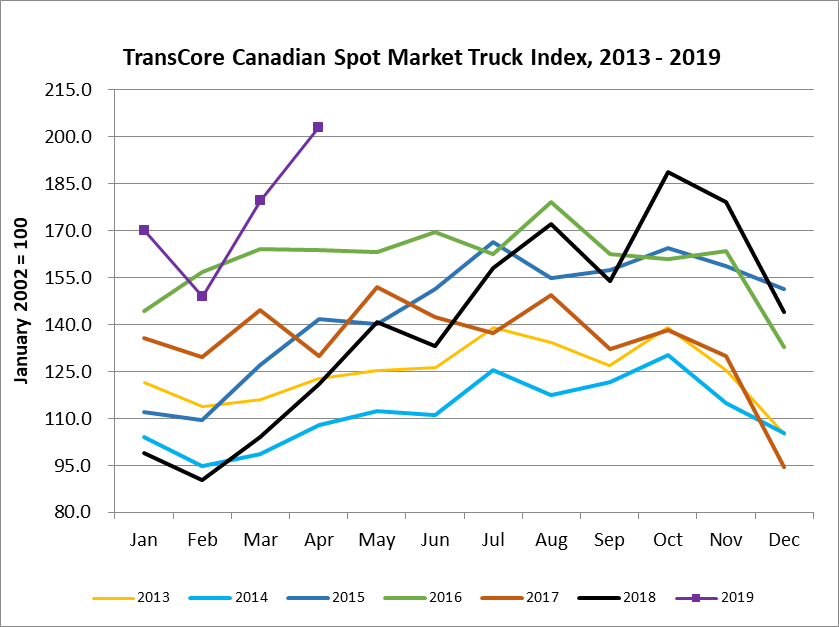 TransCore Canadian Spot Market Truck Index, 2013 - 2019
215.0
200.0
185.0
170.0
155.0
140.0
125.0
110.0
95.0
80.0
January 2002 = 100
Jan Feb Mar Apr May Jun Jul Aug Sep Oct Nov Dec
2013 2014 2015 2016 2017 2018 2019